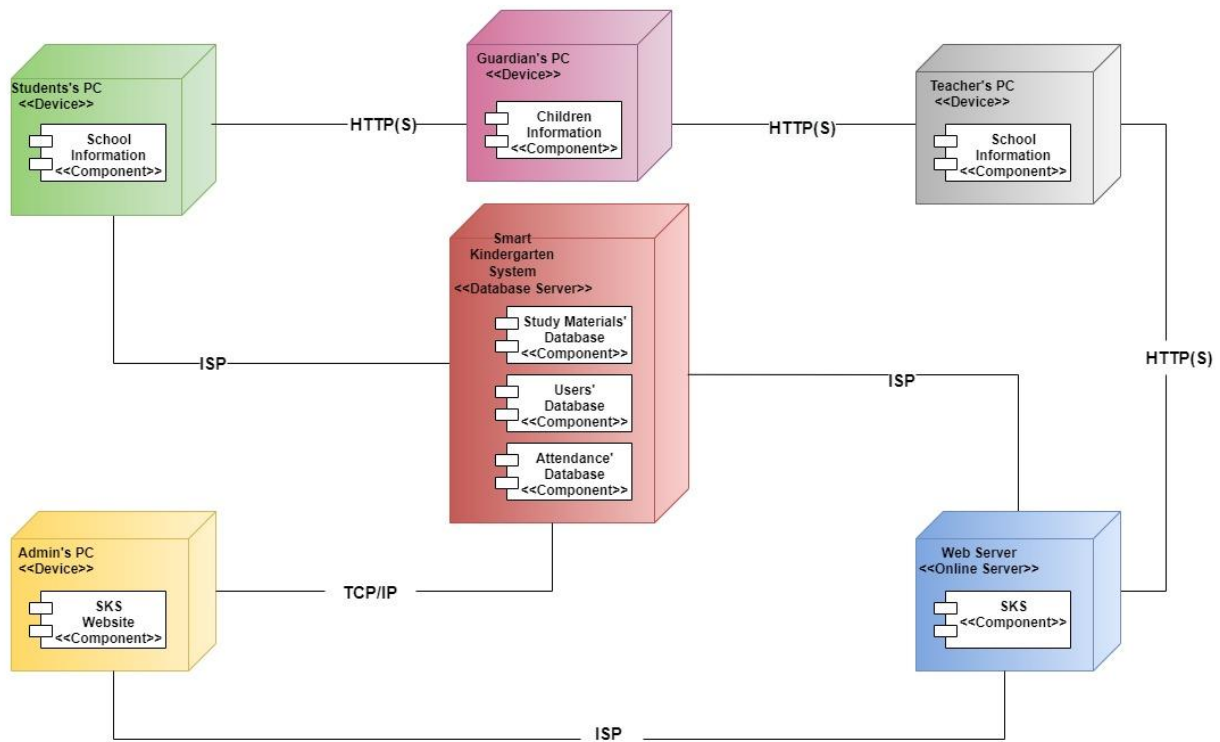 Students's PC
<<Device>>
School
Information
<<Component>>
HTTP(S)
Guardian's PC
<<Device>>
Children
Information
<<Component>>
HTTP(S)
Teacher's PC
<<Device>>
School
Information
<<Component>>
Smart
Kindergarten
System
<<Database Server>>
Study Materials'
Database
<<Component>>
Users'
Database
<<Component>>
Attendance'
Database
<<Component>>
ISP
ISP
HTTP(S)
Admin's PC
<<Device>>
SKS
Website
<<Component>>
TCP/IP
Web Server
<<Online Server>>
SKS
<<Component>>
ISP